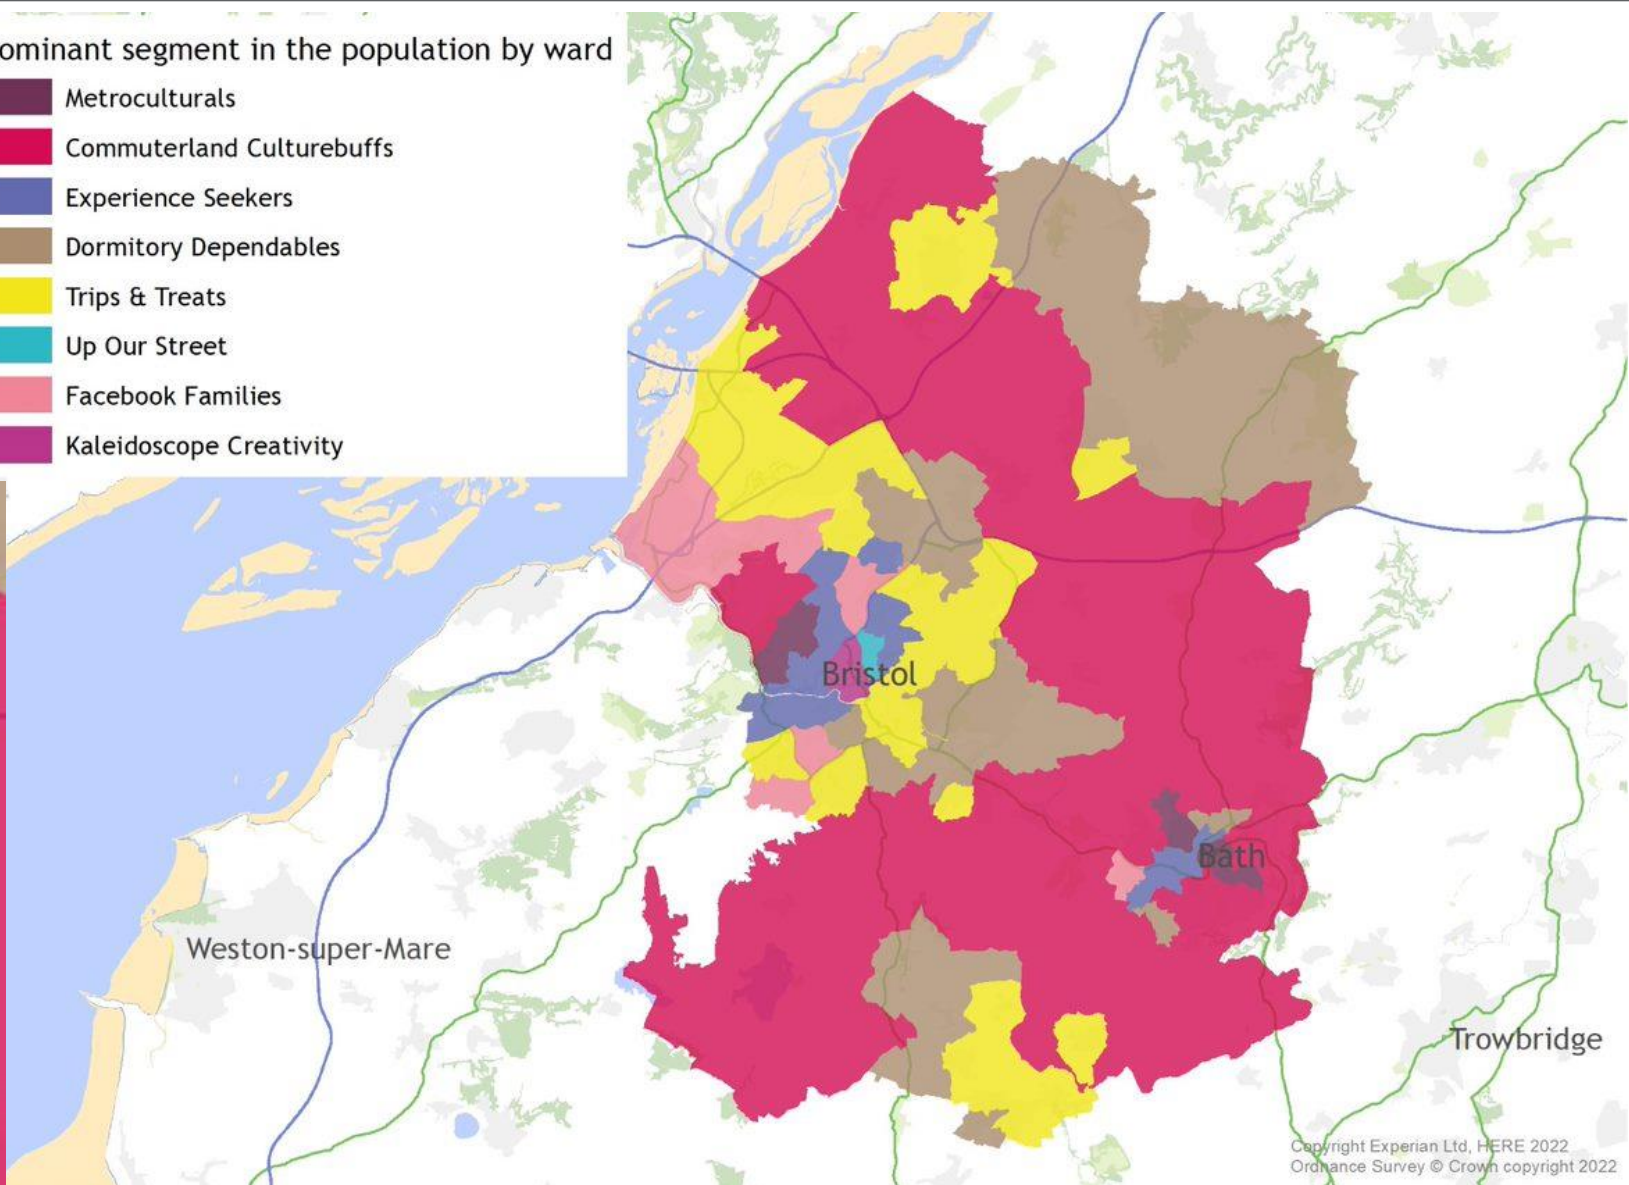 ominant segment in the population by ward
Metroculturals
Commuterland Culturebuffs
Experience Seekers
Dormitory Dependables
Trips & Treats
Up Our Street
Facebook Families
Kaleidoscope Creativity
Bristol
Bath
Weston-super-Mare
Trowbridge
Copyright Experian Ltd, HERE 2022
Ordnance Survey © Crown copyright 2022